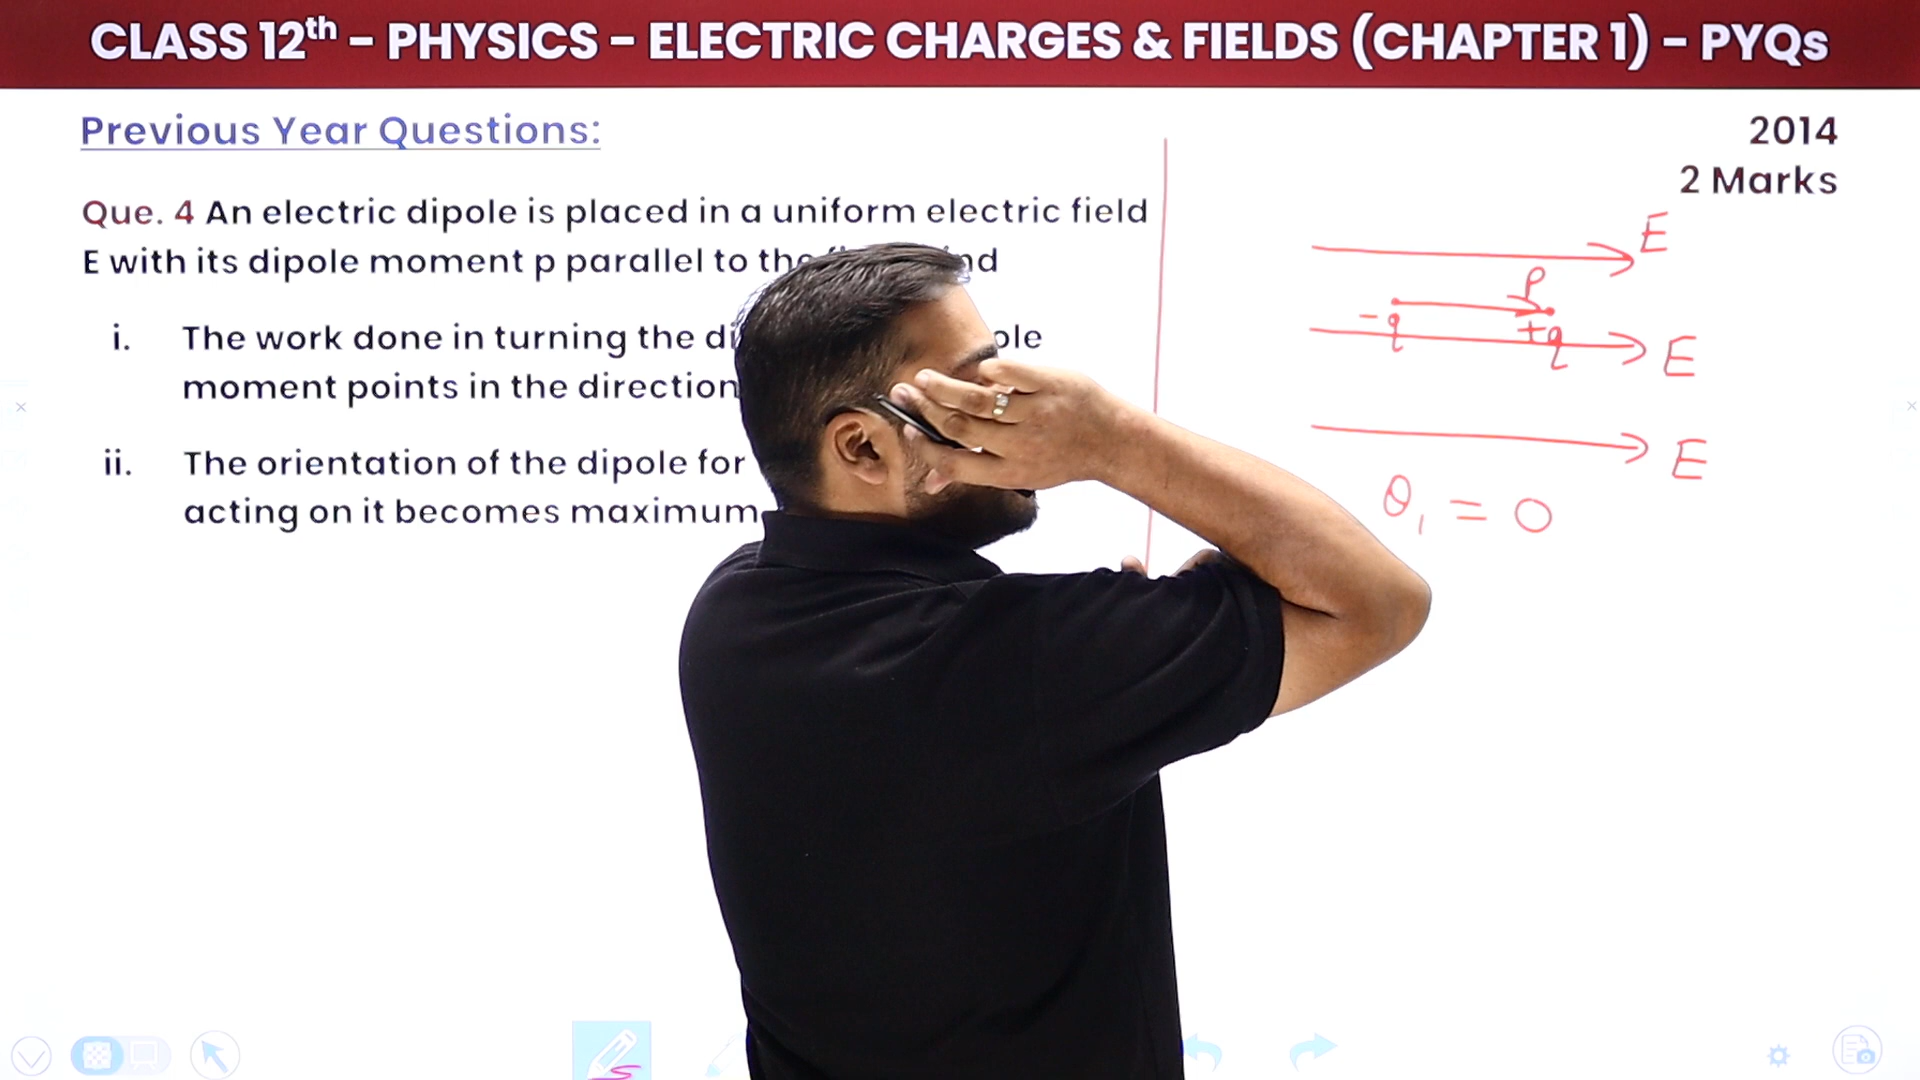 CLASS 12th - PHYSICS - ELECTRIC CHARGES & FIELDS (CHAPTER 1) - PYQs
Previous Year Questions:
2014
2 Marks
Que. 4 An electric dipole is placed in a uniform electric field
E with its dipole moment p parallel to the
i. The work done in turning the
moment points in the direction
ii. The orientation of the dipole for
acting on it becomes maximum
E
p
-q
+q
E
E
θ₁ = 0